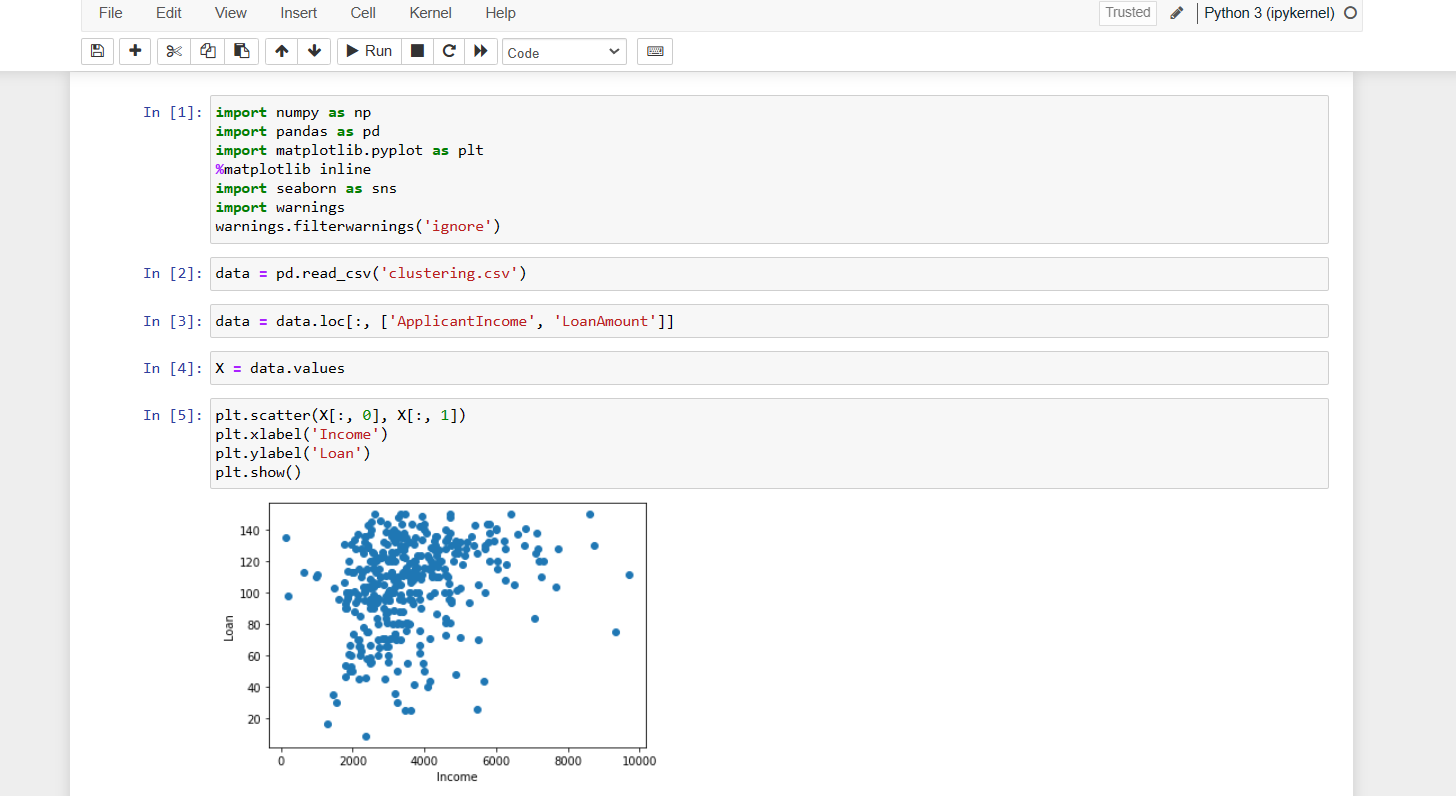 File Edit View Insert Cell Kernel Help Trusted Python 3 (ipykernel)
Run Code
In [1]: import numpy as np
import pandas as pd
import matplotlib.pyplot as plt
%matplotlib inline
import seaborn as sns
import warnings
warnings.filterwarnings('ignore')
In [2]: data = pd.read_csv('clustering.csv')
In [3]: data = data.loc[:, ['ApplicantIncome', 'LoanAmount']]
In [4]: X = data.values
In [5]: plt.scatter(X[:, 0], X[:, 1])
plt.xlabel('Income')
plt.ylabel('Loan')
plt.show()
140
120
100
80
Loan
60
40
20
0 2000 4000 6000 8000 10000
Income